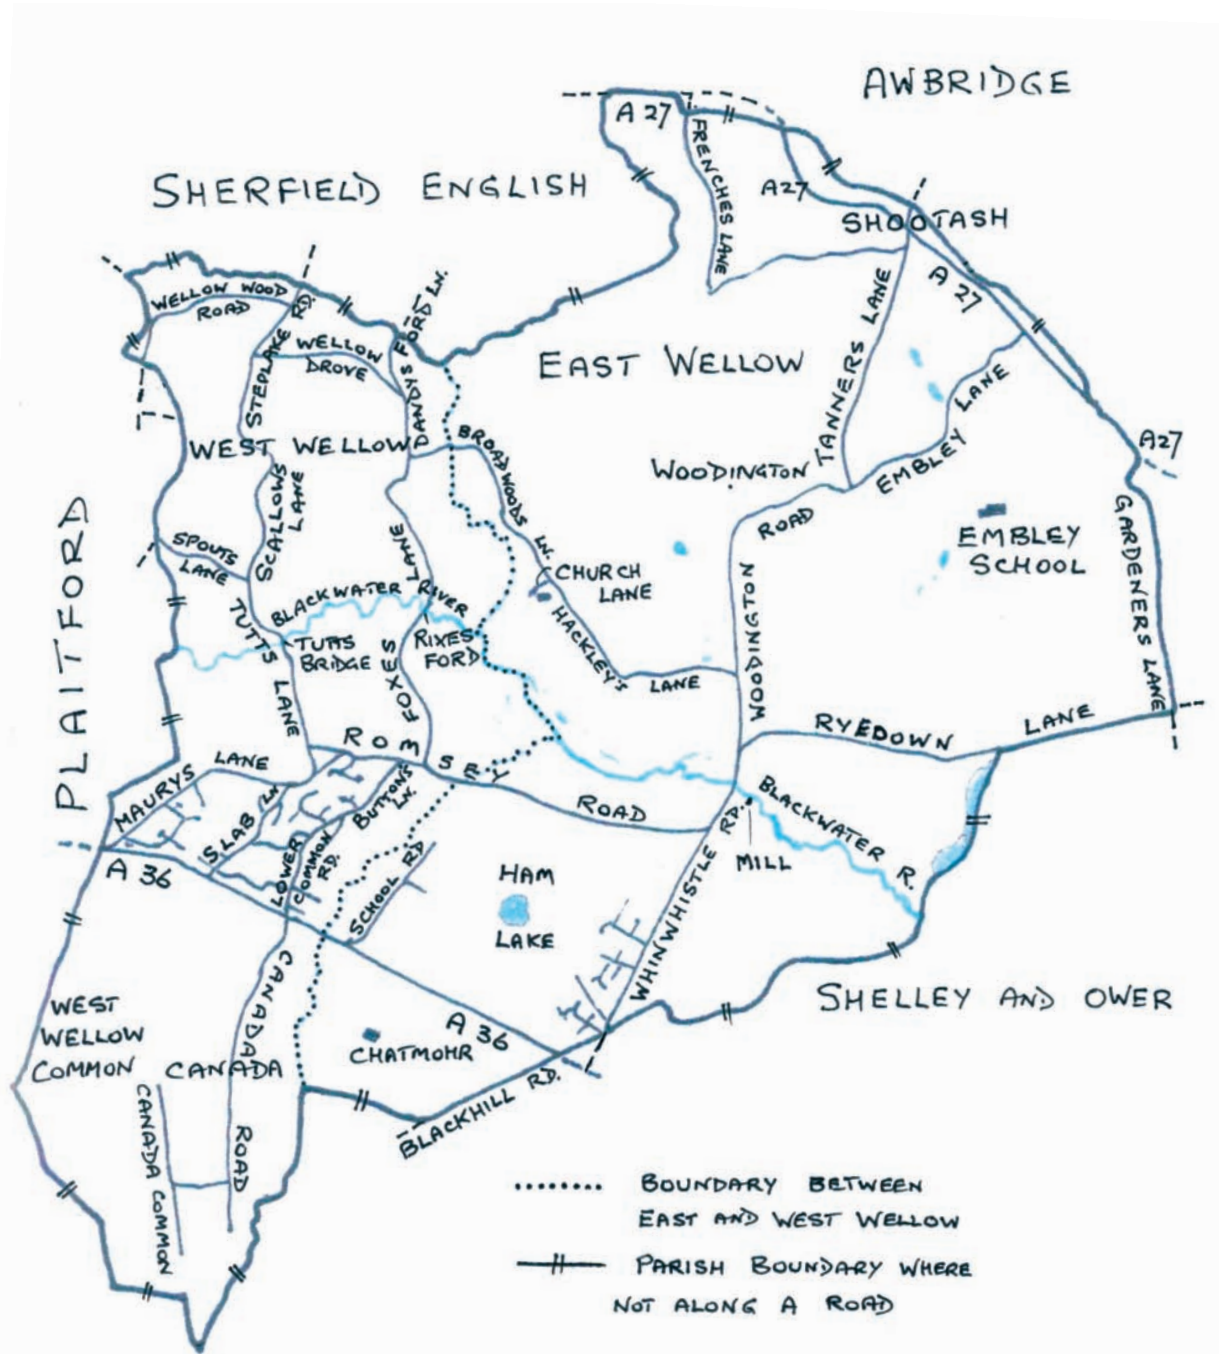 AWBRIDGE
A 27
FRENCHES LANE
A27
SHOOTASH
SHERFIELD ENGLISH
A 27
WELLOW WOOD
ROAD
STEPLAKE RD.
WELLOW
DROVE
DANDYS FORD LN.
EAST WELLOW
TANNERS LANE
EMBLEY LANE
A27
WEST WELLOW
BROADWOODS LN.
WOODINGTON
ROAD
WOODINGTON
GARDENERS LANE
EMBLEY
SCHOOL
SCALLOWS
LANE
SPOUTS
LANE
PLAITFORD
FOXES LANE
BLACKWATER RIVER
CHURCH
LANE
HACKLEY'S LANE
TUTTS LANE
TUTTS
BRIDGE
RIXES
FORD
RYEDOWN LANE
ROMSEY ROAD
MAURYS LANE
SLAB LN
BUTTONS
LN.
LOWER
COMMON
RD.
SCHOOL RD
BLACKWATER R.
MILL
WHINWHISTLE RD.
A 36
HAM
LAKE
CANADA ROAD
WEST
WELLOW
COMMON
CANADA
A 36
CHATMOHR
SHELLEY AND OWER
BLACKHILL RD.
CANADA COMMON
BOUNDARY BETWEEN
EAST AND WEST WELLOW
PARISH BOUNDARY WHERE
NOT ALONG A ROAD